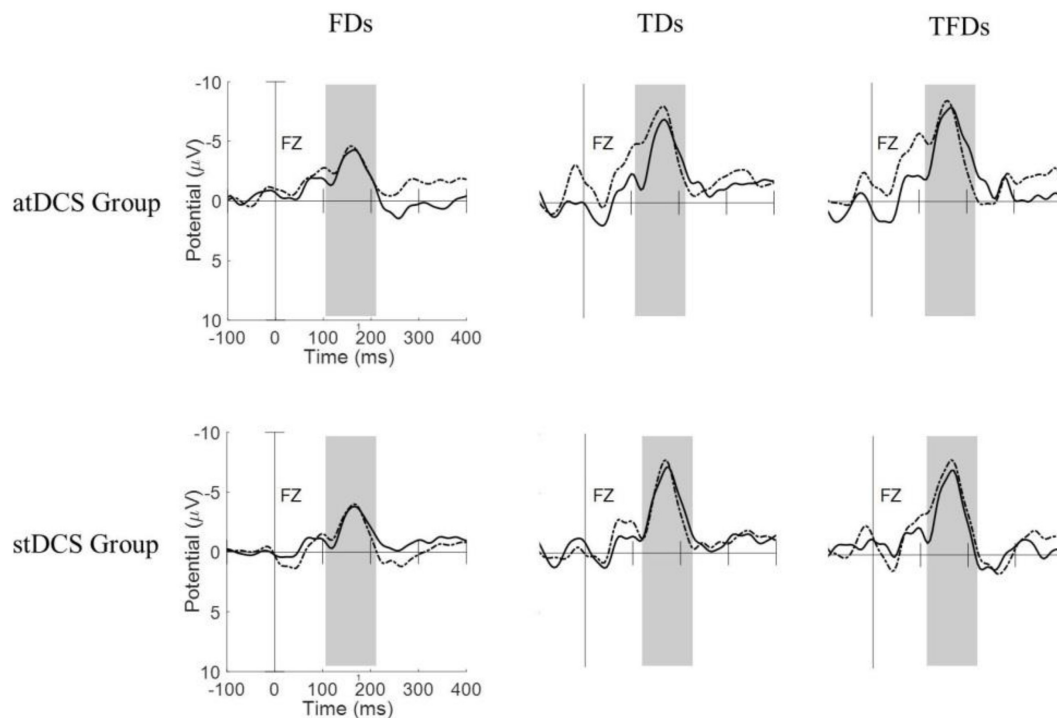 FDs TDs TFDs
atDCS Group
Potential (μV)
-10
-5
0
5
10
FZ
-100 0 100 200 300 400
Time (ms)
FZ
FZ
stDCS Group
Potential (μV)
-10
-5
0
5
10
FZ
-100 0 100 200 300 400
Time (ms)
FZ
FZ